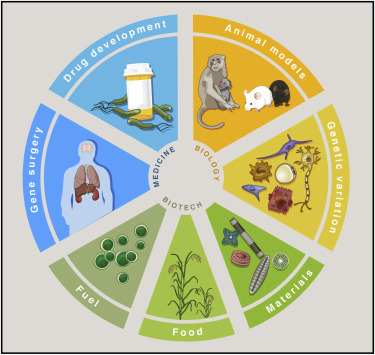 Drug development
Animal models
Gene surgery
Genetic variation
MEDICINE
BIOLOGY
BIOTECH
Fuel
Food
Materials